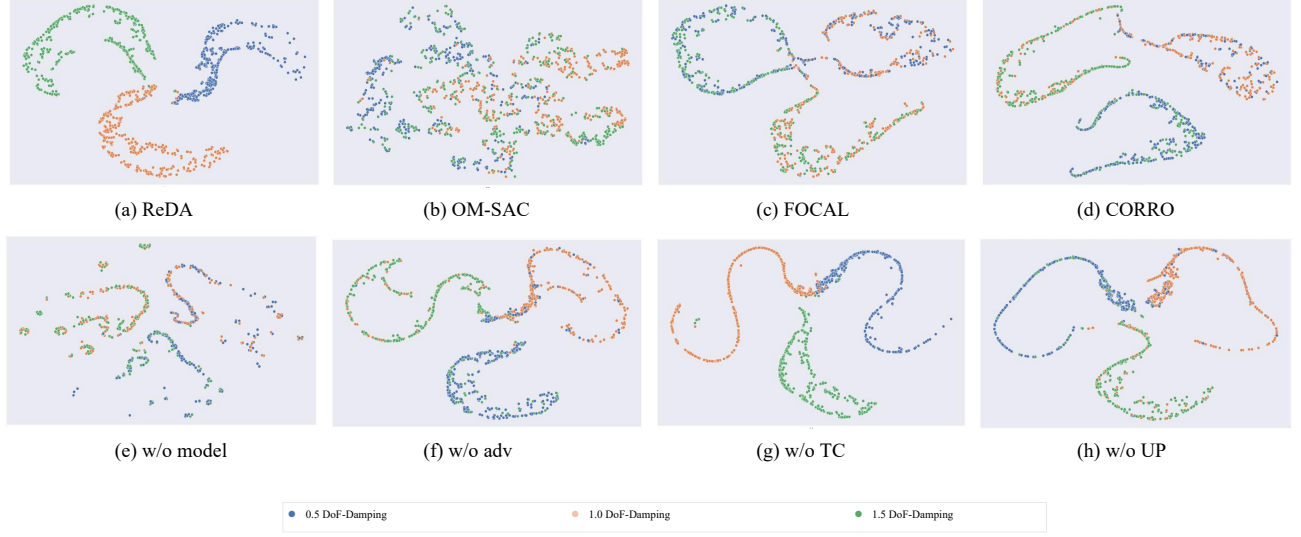 (a) ReDA
(b) OM-SAC
(c) FOCAL
(d) CORRO
(e) w/o model
(f) w/o adv
(g) w/o TC
(h) w/o UP
0.5 DoF-Damping
1.0 DoF-Damping
1.5 DoF-Damping